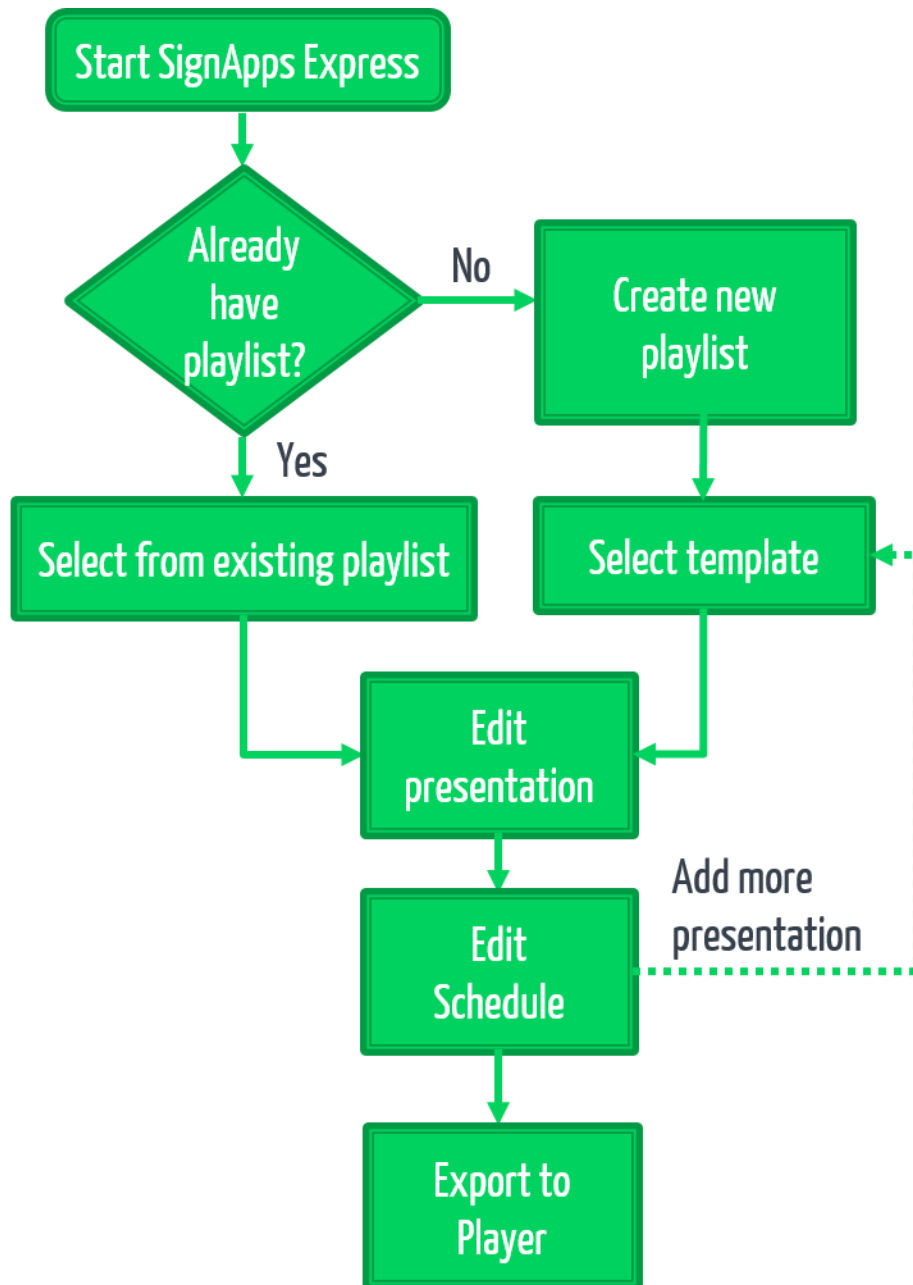 Start SignApps Express
Already
have
playlist?
No
Create new
playlist
Yes
Select from existing playlist
Select template
Edit
presentation
Add more
presentation
Edit
Schedule
Export to
Player